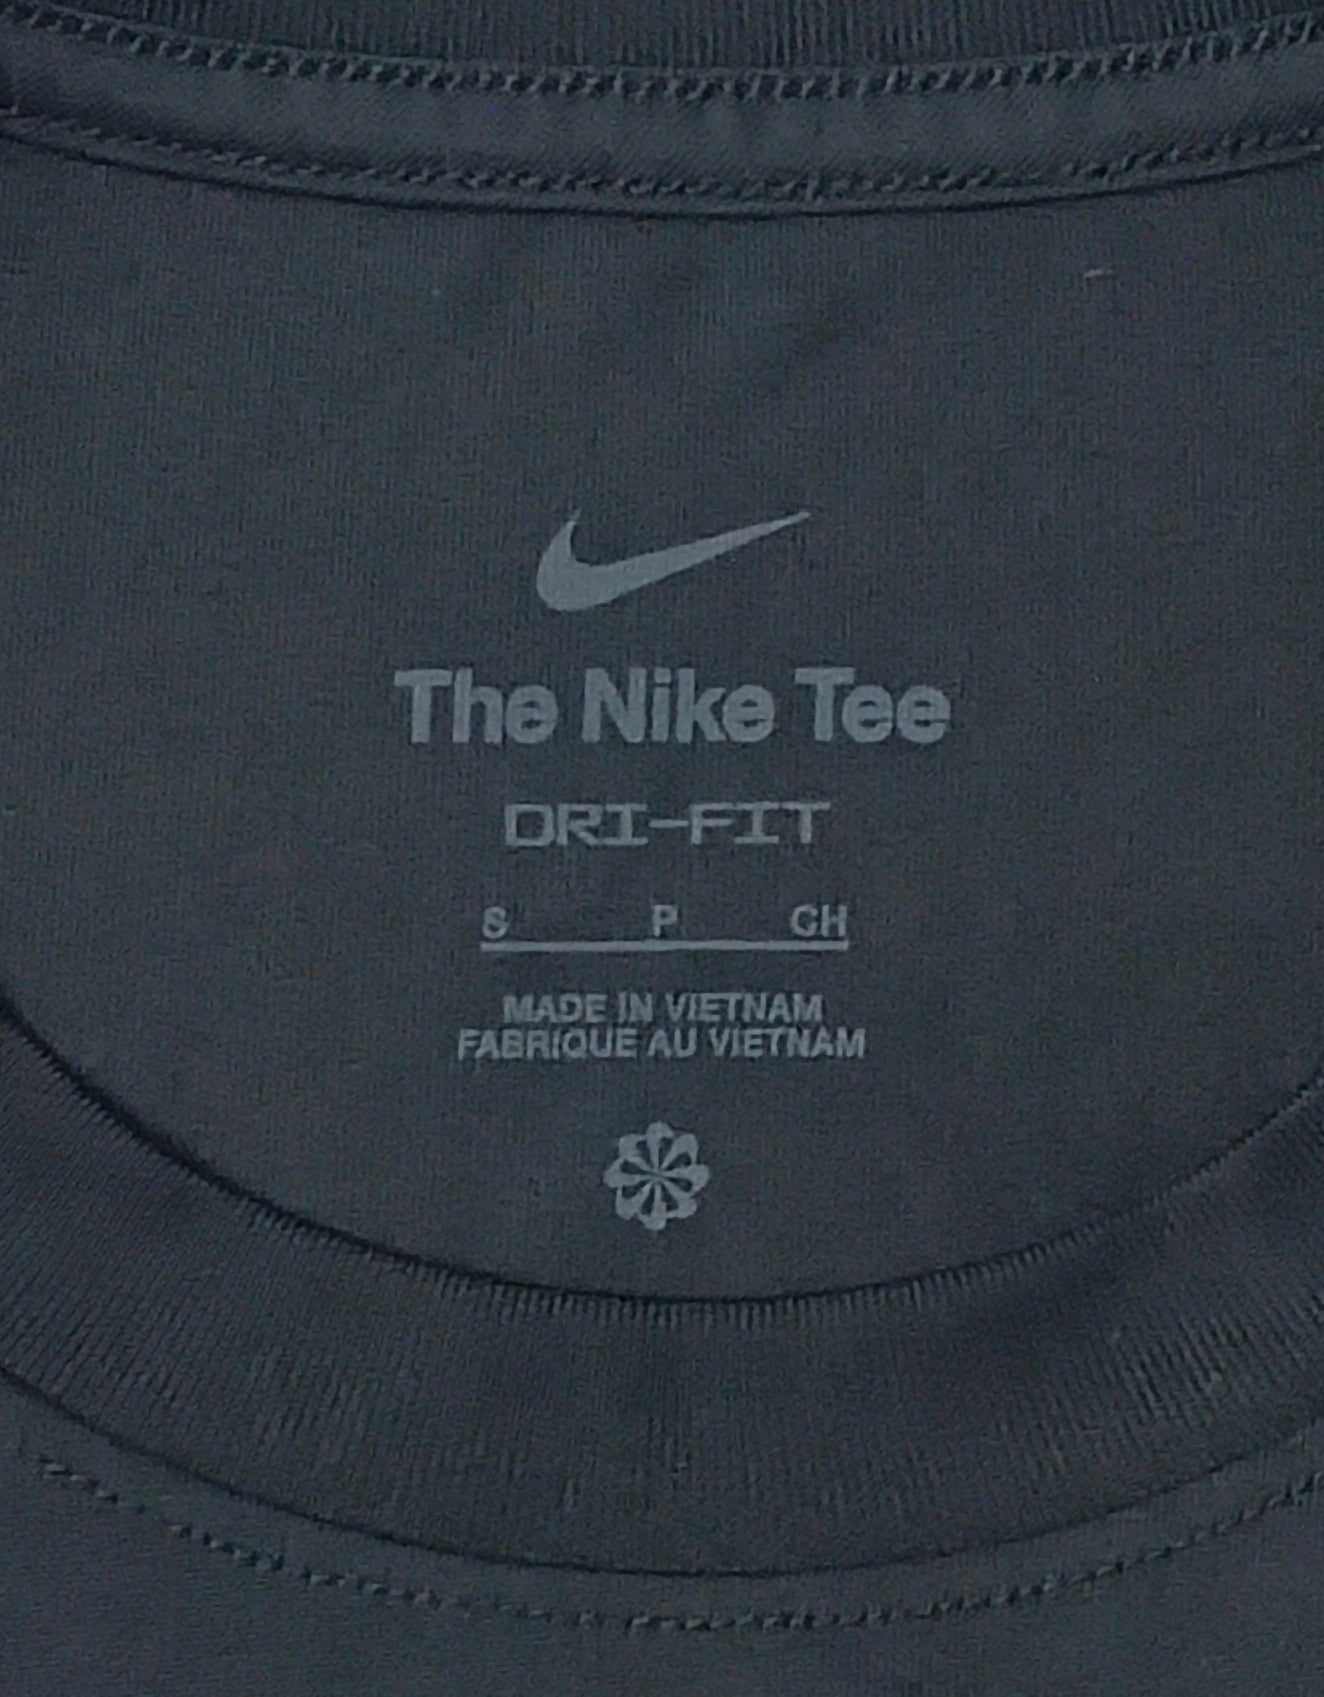 The Nike Tee
DRI-FIT
S P CH
MADE IN VIETNAM
FABRIQUE AU VIETNAM